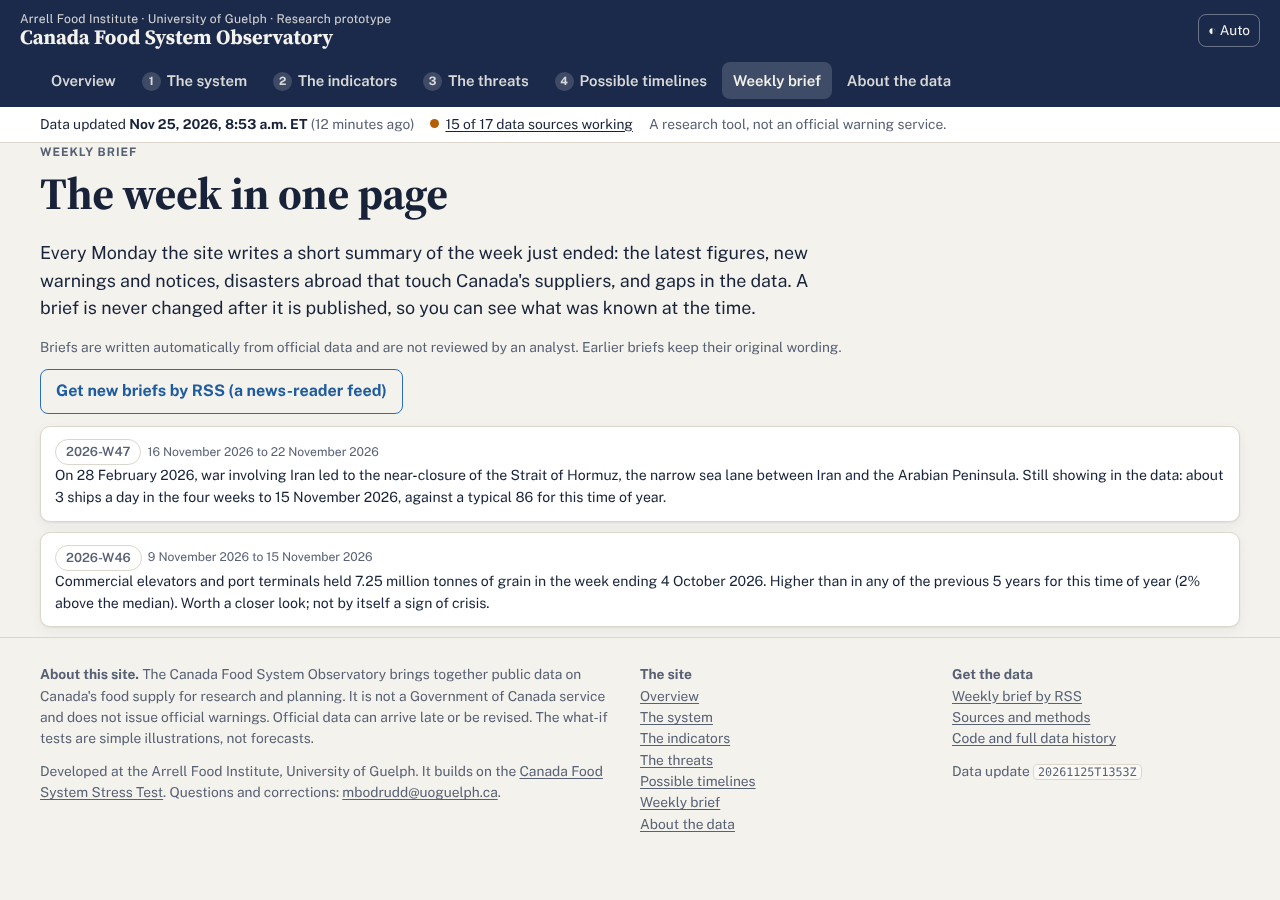 Arrell Food Institute · University of Guelph · Research prototype
Canada Food System Observatory
Auto
Overview
1 The system
2 The indicators
3 The threats
4 Possible timelines
Weekly brief
About the data
Data updated Nov 25, 2026, 8:53 a.m. ET (12 minutes ago)
15 of 17 data sources working
A research tool, not an official warning service.
WEEKLY BRIEF
The week in one page
Every Monday the site writes a short summary of the week just ended: the latest figures, new
warnings and notices, disasters abroad that touch Canada's suppliers, and gaps in the data. A
brief is never changed after it is published, so you can see what was known at the time.
Briefs are written automatically from official data and are not reviewed by an analyst. Earlier briefs keep their original wording.
Get new briefs by RSS (a news-reader feed)
2026-W47 16 November 2026 to 22 November 2026
On 28 February 2026, war involving Iran led to the near-closure of the Strait of Hormuz, the narrow sea lane between Iran and the Arabian Peninsula. Still showing in the data: about
3 ships a day in the four weeks to 15 November 2026, against a typical 86 for this time of year.
2026-W46 9 November 2026 to 15 November 2026
Commercial elevators and port terminals held 7.25 million tonnes of grain in the week ending 4 October 2026. Higher than in any of the previous 5 years for this time of year (2%
above the median). Worth a closer look; not by itself a sign of crisis.
About this site. The Canada Food System Observatory brings together public data on
Canada's food supply for research and planning. It is not a Government of Canada service
and does not issue official warnings. Official data can arrive late or be revised. The what-if
tests are simple illustrations, not forecasts.
Developed at the Arrell Food Institute, University of Guelph. It builds on the Canada Food
System Stress Test. Questions and corrections: mbodrudd@uoguelph.ca.
The site
Overview
The system
The indicators
The threats
Possible timelines
Weekly brief
About the data
Get the data
Weekly brief by RSS
Sources and methods
Code and full data history
Data update 20261125T1353Z